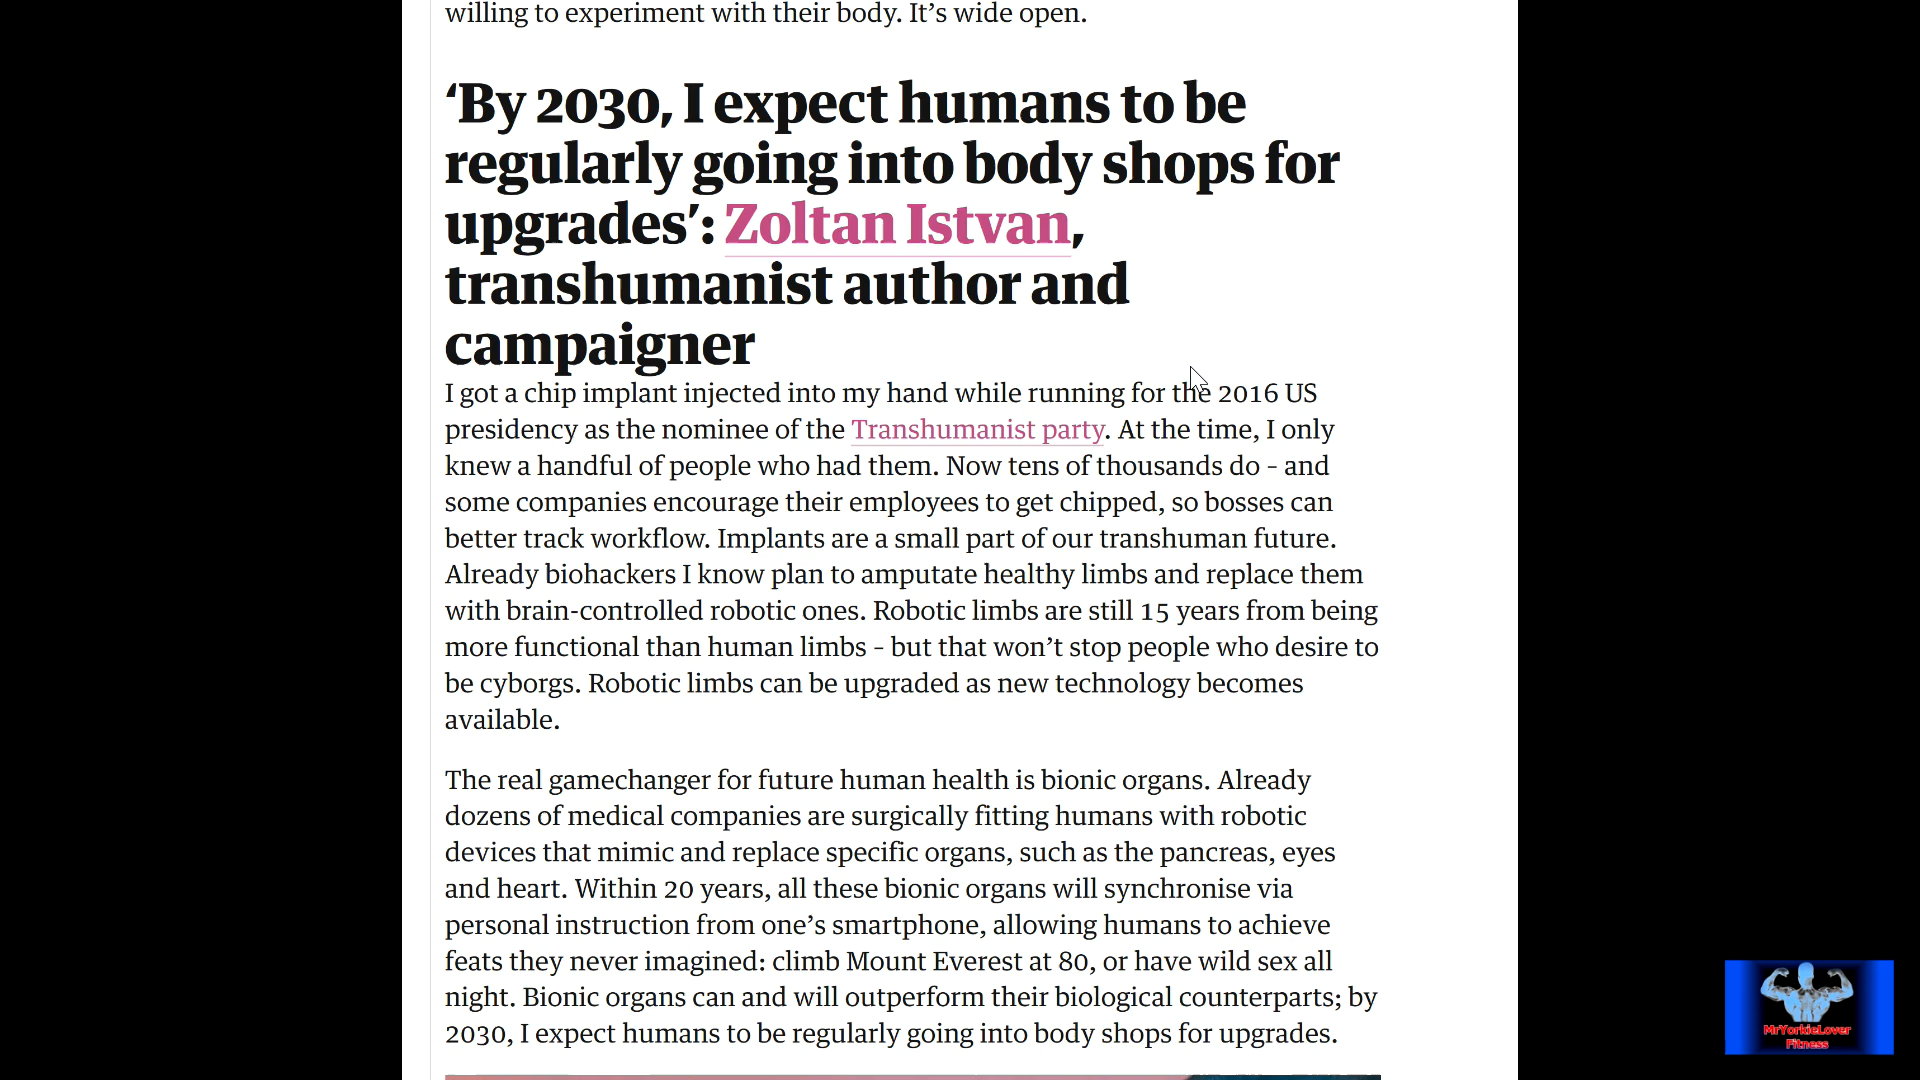 willing to experiment with their body. It’s wide open.
‘By 2030, I expect humans to be
regularly going into body shops for
upgrades’: Zoltan Istvan,
transhumanist author and
campaigner
I got a chip implant injected into my hand while running for the 2016 US
presidency as the nominee of the Transhumanist party. At the time, I only
knew a handful of people who had them. Now tens of thousands do - and
some companies encourage their employees to get chipped, so bosses can
better track workflow. Implants are a small part of our transhuman future.
Already biohackers I know plan to amputate healthy limbs and replace them
with brain-controlled robotic ones. Robotic limbs are still 15 years from being
more functional than human limbs - but that won’t stop people who desire to
be cyborgs. Robotic limbs can be upgraded as new technology becomes
available.
The real gamechanger for future human health is bionic organs. Already
dozens of medical companies are surgically fitting humans with robotic
devices that mimic and replace specific organs, such as the pancreas, eyes
and heart. Within 20 years, all these bionic organs will synchronise via
personal instruction from one’s smartphone, allowing humans to achieve
feats they never imagined: climb Mount Everest at 80, or have wild sex all
night. Bionic organs can and will outperform their biological counterparts; by
2030, I expect humans to be regularly going into body shops for upgrades.
MrYorkieLover
Fitness